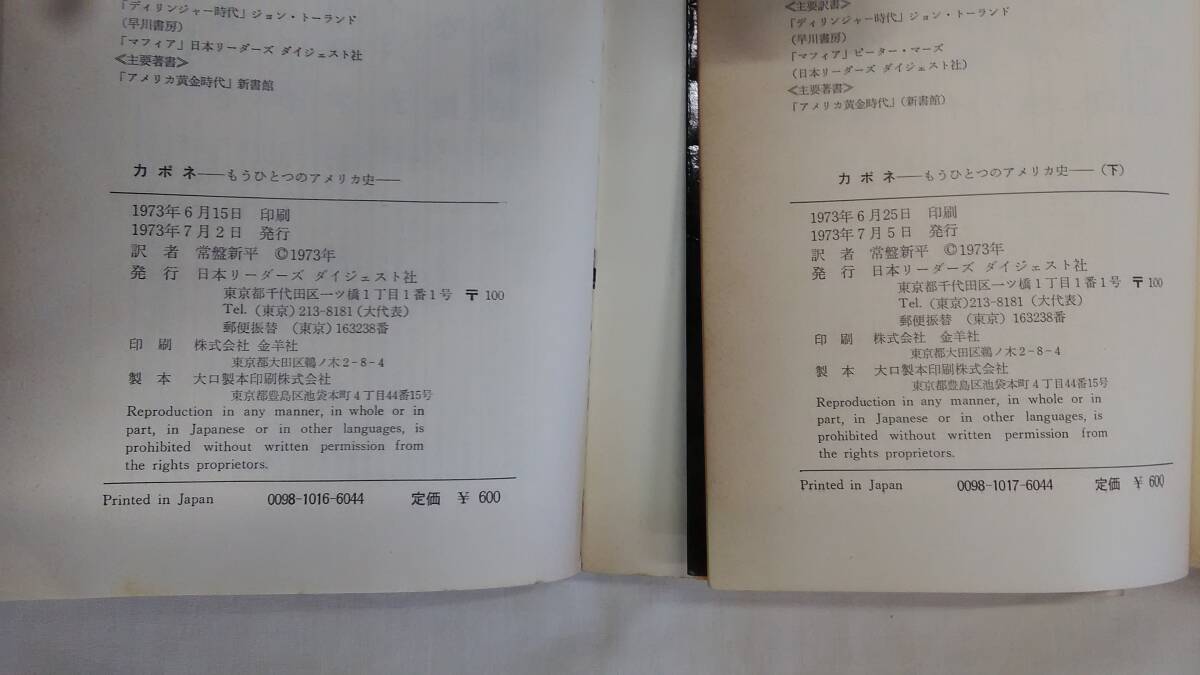 「ディリンジャー時代」ジョン・トーランド
(早川書房)
「マフィア」日本リーダーズ ダイジェスト社
≪主要著書≫
「アメリカ黄金時代」新書館
カポネ──もうひとつのアメリカ史──
1973年6月15日 印刷
1973年7月2日 発行
訳 者 常盤新平 ©1973年
発 行 日本リーダーズ ダイジェスト社
東京都千代田区一ツ橋1丁目1番1号 〒100
Tel. (東京) 213-8181 (大代表)
郵便振替 (東京) 163238番
印 刷 株式会社 金羊社
東京都大田区鵜ノ木2-8-4
製 本 大口製本印刷株式会社
東京都豊島区池袋本町4丁目44番15号
Reproduction in any manner, in whole or in
part, in Japanese or in other languages, is
prohibited without written permission from
the rights proprietors.
Printed in Japan 0098-1016-6044 定価 ¥600
≪主要訳書≫
「ディリンジャー時代」ジョン・トーランド
(早川書房)
「マフィア」ピーター・マーズ
(日本リーダーズ ダイジェスト社)
≪主要著書≫
「アメリカ黄金時代」(新書館)
カポネ──もうひとつのアメリカ史──(下)
1973年6月25日 印刷
1973年7月5日 発行
訳 者 常盤新平 ©1973年
発 行 日本リーダーズ ダイジェスト社
東京都千代田区一ツ橋1丁目1番1号 〒100
Tel. (東京) 213-8181 (大代表)
郵便振替 (東京) 163238番
印 刷 株式会社 金羊社
東京都大田区鵜ノ木2-8-4
製 本 大口製本印刷株式会社
東京都豊島区池袋本町4丁目44番15号
Reproduction in any manner, in whole or in
part, in Japanese or in other languages, is
prohibited without written permission from
the rights proprietors.
Printed in Japan 0098-1017-6044 定価 ¥600